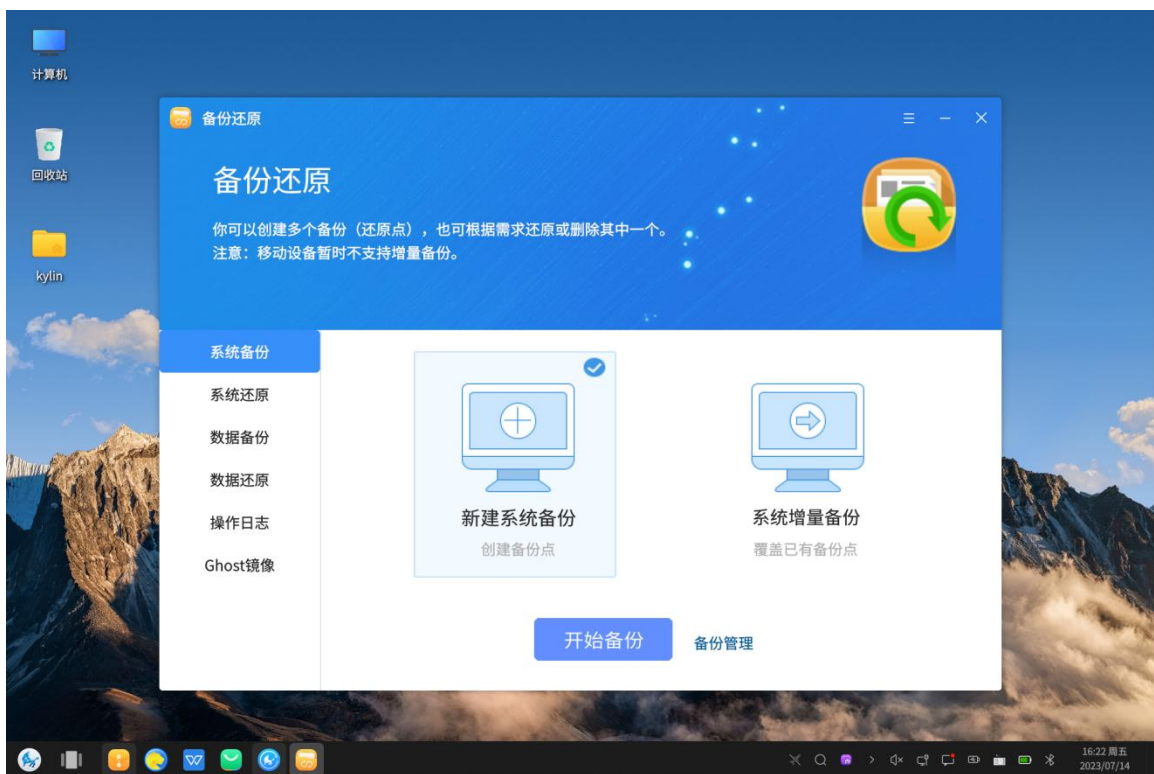 计算机
回收站
kylin
备份还原
备份还原
你可以创建多个备份（还原点），也可根据需求还原或删除其中一个。
注意：移动设备暂时不支持增量备份。
系统备份
系统还原
数据备份
数据还原
操作日志
Ghost镜像
新建系统备份
创建备份点
系统增量备份
覆盖已有备份点
开始备份
备份管理
16:22 周五
2023/07/14